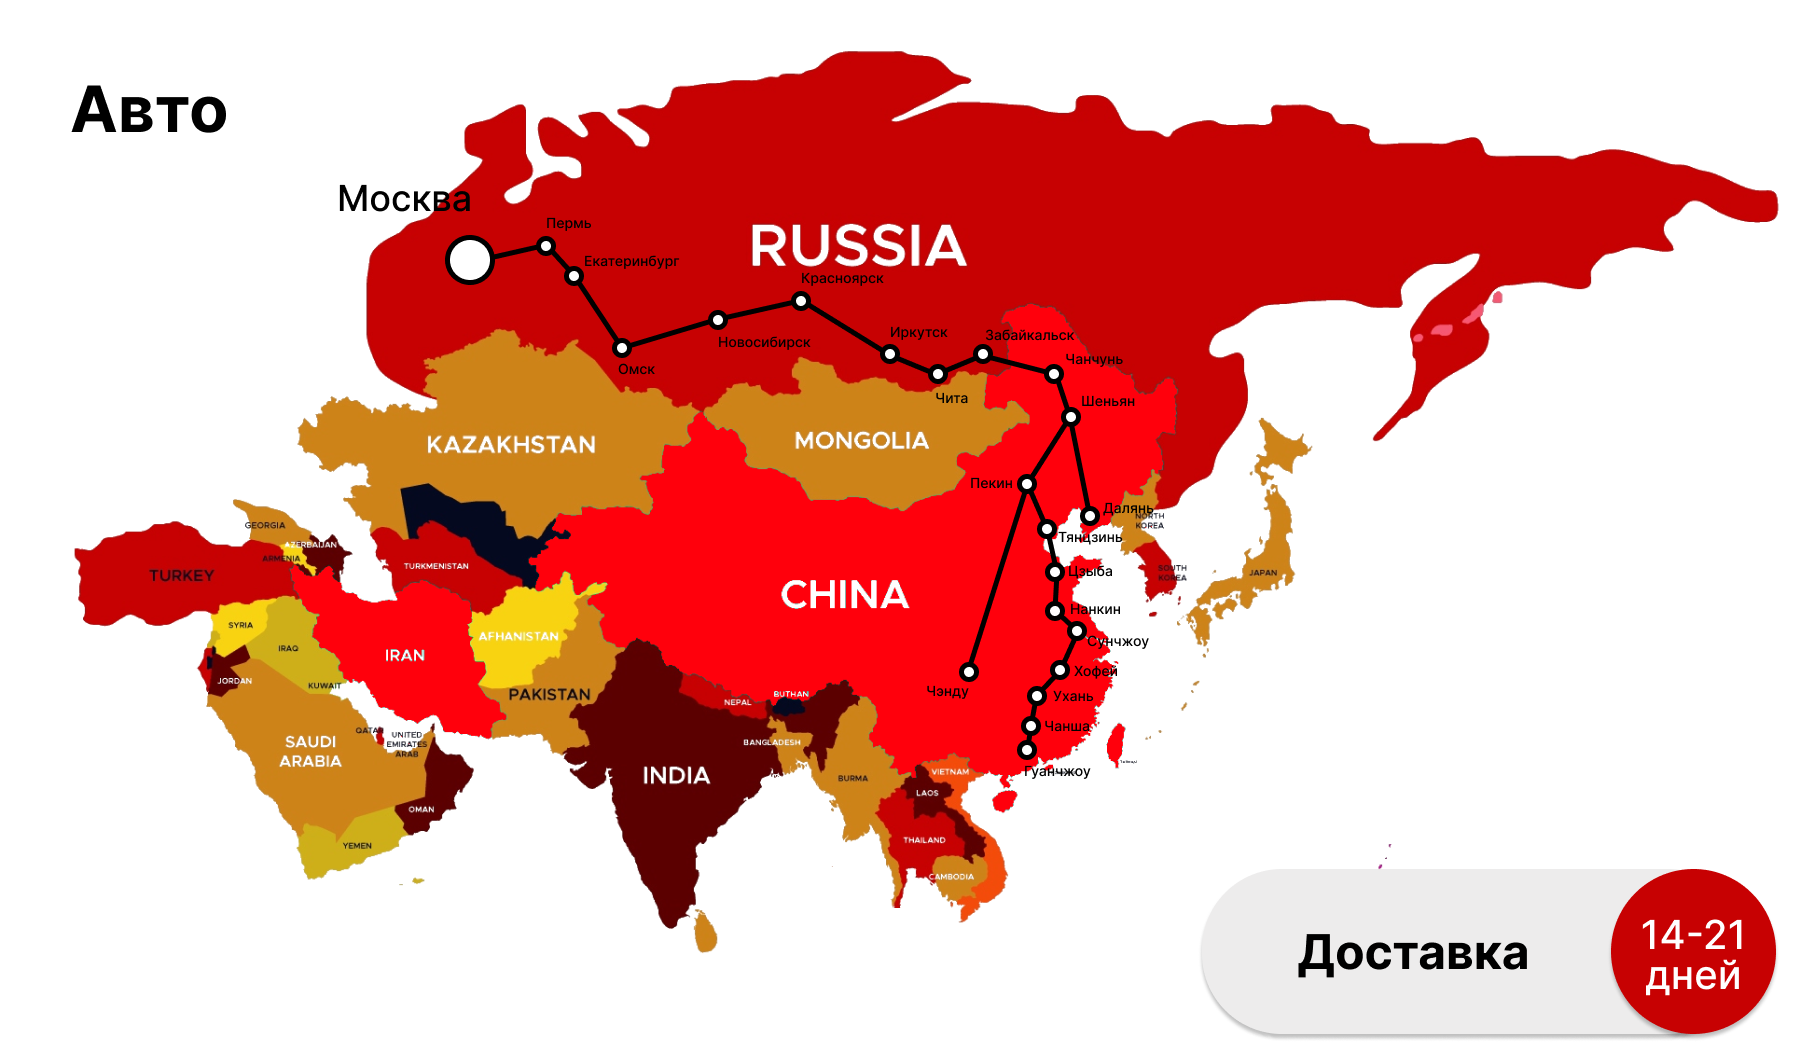 Авто
Москва
Пермь
Екатеринбург
RUSSIA
Красноярск
Иркутск
Забайкальск
Новосибирск
Чанчунь
Омск
Чита
Шеньян
KAZAKHSTAN
MONGOLIA
Пекин
Далянь
NORTH
KOREA
GEORGIA
AZERBAIJAN
ARMENIA
Тянцзинь
TURKMENISTAN
TURKEY
Цзыба
SOUTH
KOREA
JAPAN
CHINA
Нанкин
SYRIA
AFHANISTAN
Сунчжоу
IRAQ
IRAN
Хофей
JORDAN
KUWAIT
PAKISTAN
Чэнду
BUTHAN
NEPAL
Ухань
QATAR
UNITED
EMIRATES
ARAB
Чанша
SAUDI
ARABIA
BANGLADESH
INDIA
BURMA
VIETNAM
Гуанчжоу
LAOS
OMAN
YEMEN
THAILAND
CAMBODIA
Доставка
14-21
дней